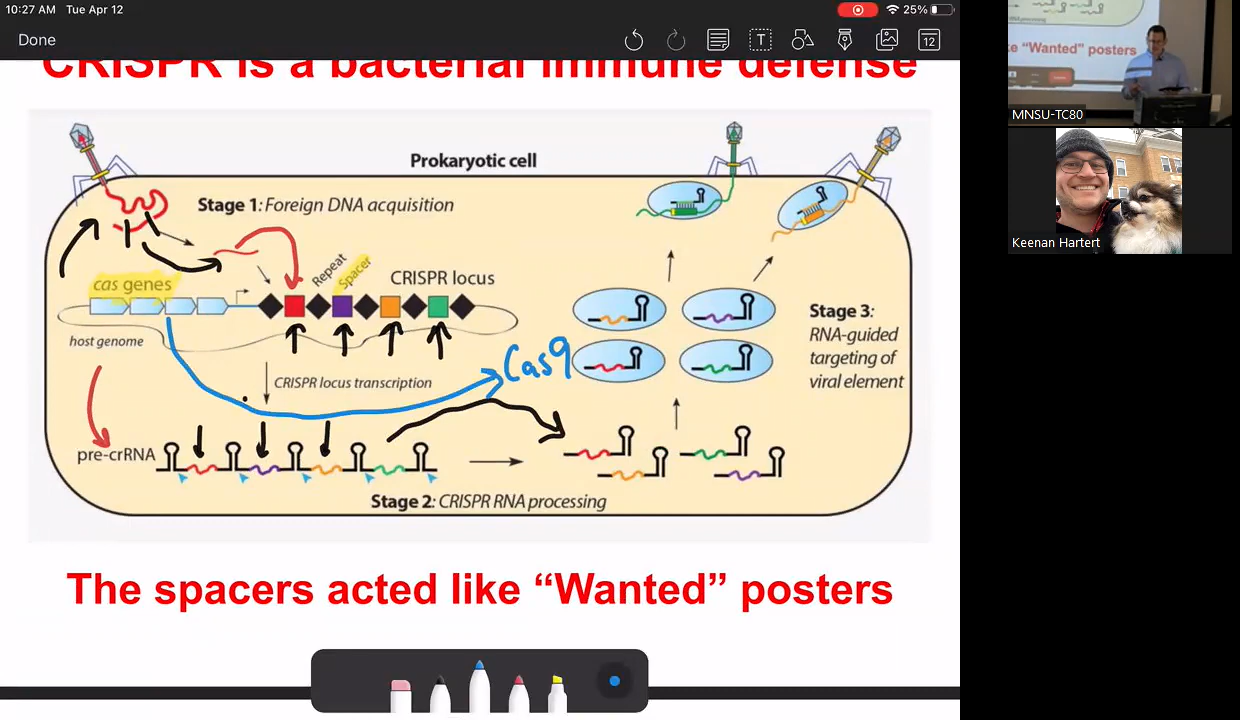 10:27 AM Tue Apr 12
25%
Done
T
12
CRISPR is a bacterial immune defense
Prokaryotic cell
Stage 1: Foreign DNA acquisition
cas genes
Repeat
Spacer
CRISPR locus
host genome
CRISPR locus transcription
Cas9
Stage 3:
RNA-guided
targeting of
viral element
pre-crRNA
Stage 2: CRISPR RNA processing
The spacers acted like “Wanted” posters
ke “Wanted” posters
MNSU-TC80
Keenan Hartert